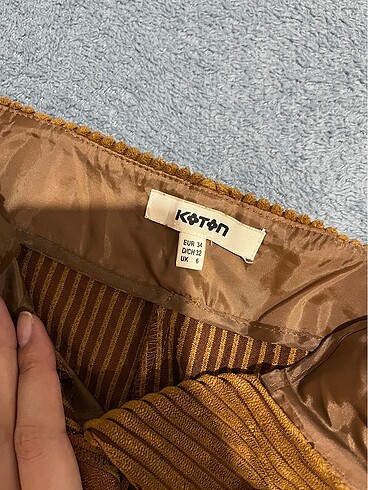 KOTON
EUR 34
D/CH 32
UK 6